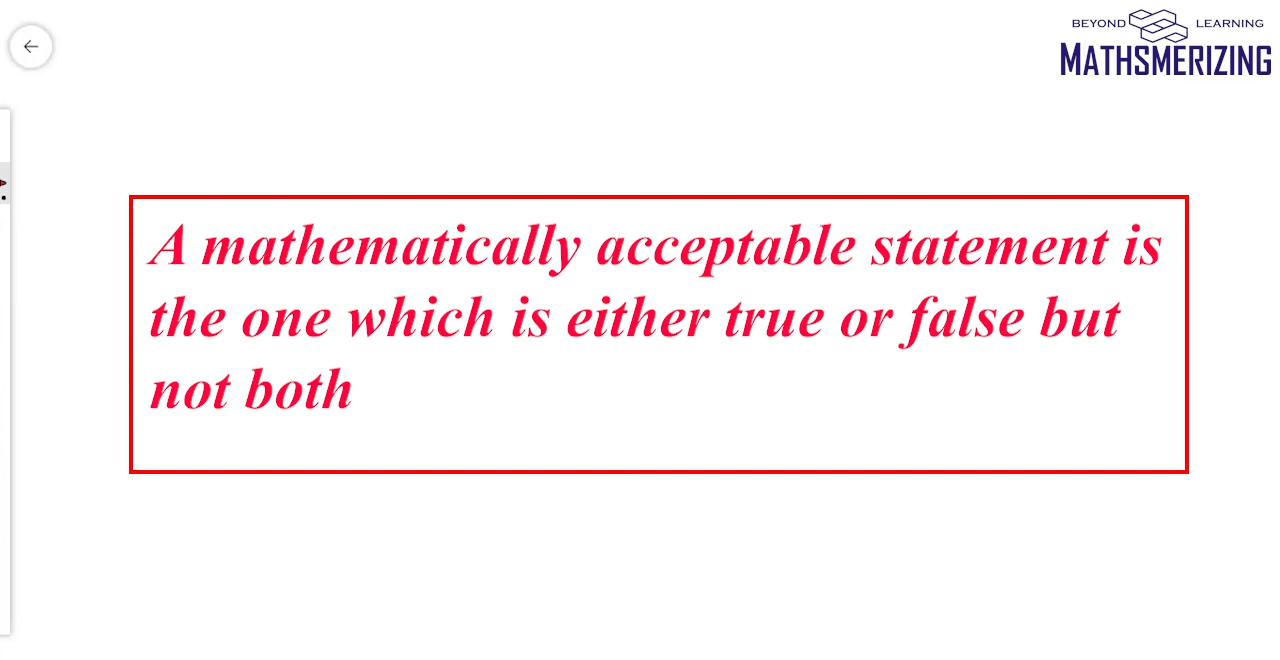 BEYOND LEARNING
MATHSMERIZING
A mathematically acceptable statement is
the one which is either true or false but
not both